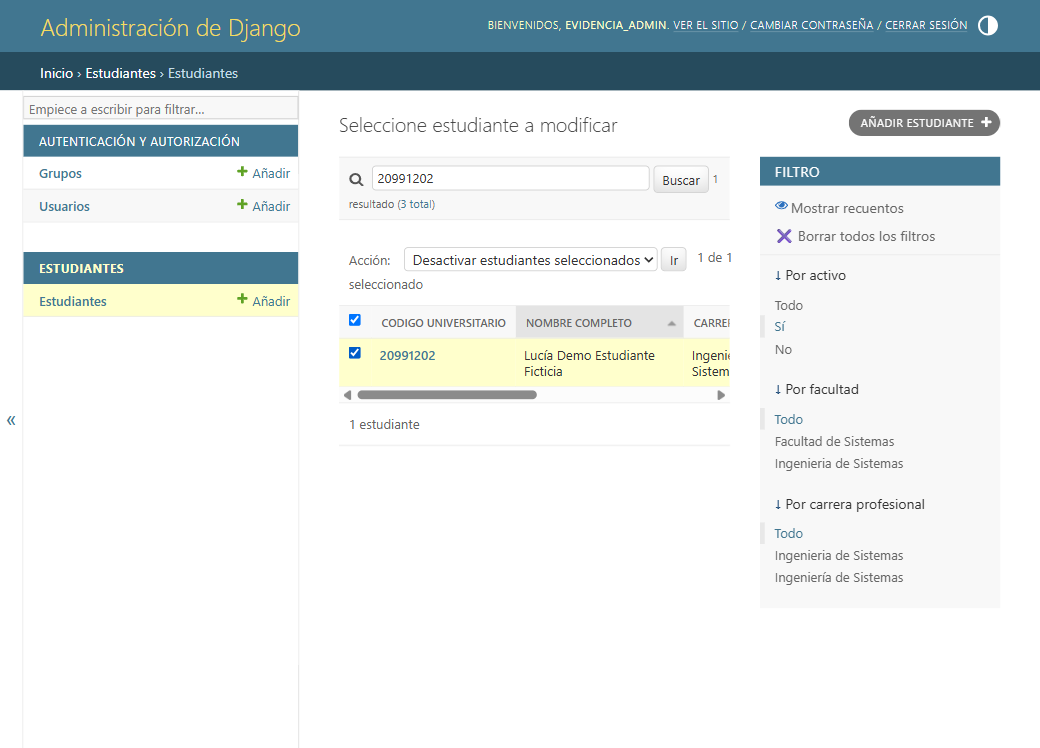 Administración de Django
BIENVENIDOS, EVIDENCIA_ADMIN. VER EL SITIO / CAMBIAR CONTRASEÑA / CERRAR SESIÓN
Inicio › Estudiantes › Estudiantes
Empiece a escribir para filtrar...
AUTENTICACIÓN Y AUTORIZACIÓN
Grupos
Añadir
Usuarios
Añadir
ESTUDIANTES
Estudiantes
Añadir
«
Seleccione estudiante a modificar
AÑADIR ESTUDIANTE
20991202
Buscar
1
resultado (3 total)
Acción:
Desactivar estudiantes seleccionados
Ir
1 de 1
seleccionado
CODIGO UNIVERSITARIO
NOMBRE COMPLETO
20991202
Lucía Demo Estudiante
Ficticia
1 estudiante
FILTRO
Mostrar recuentos
Borrar todos los filtros
↓ Por activo
Todo
Sí
No
↓ Por facultad
Todo
Facultad de Sistemas
Ingenieria de Sistemas
↓ Por carrera profesional
Todo
Ingenieria de Sistemas
Ingeniería de Sistemas